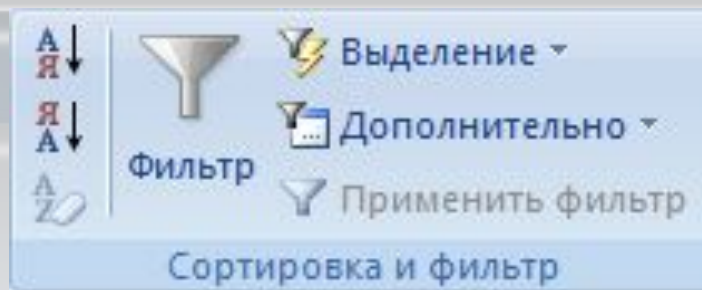 А
Я
Выделение
Я
А
Дополнительно
Фильтр
A
Z
Применить фильтр
Сортировка и фильтр